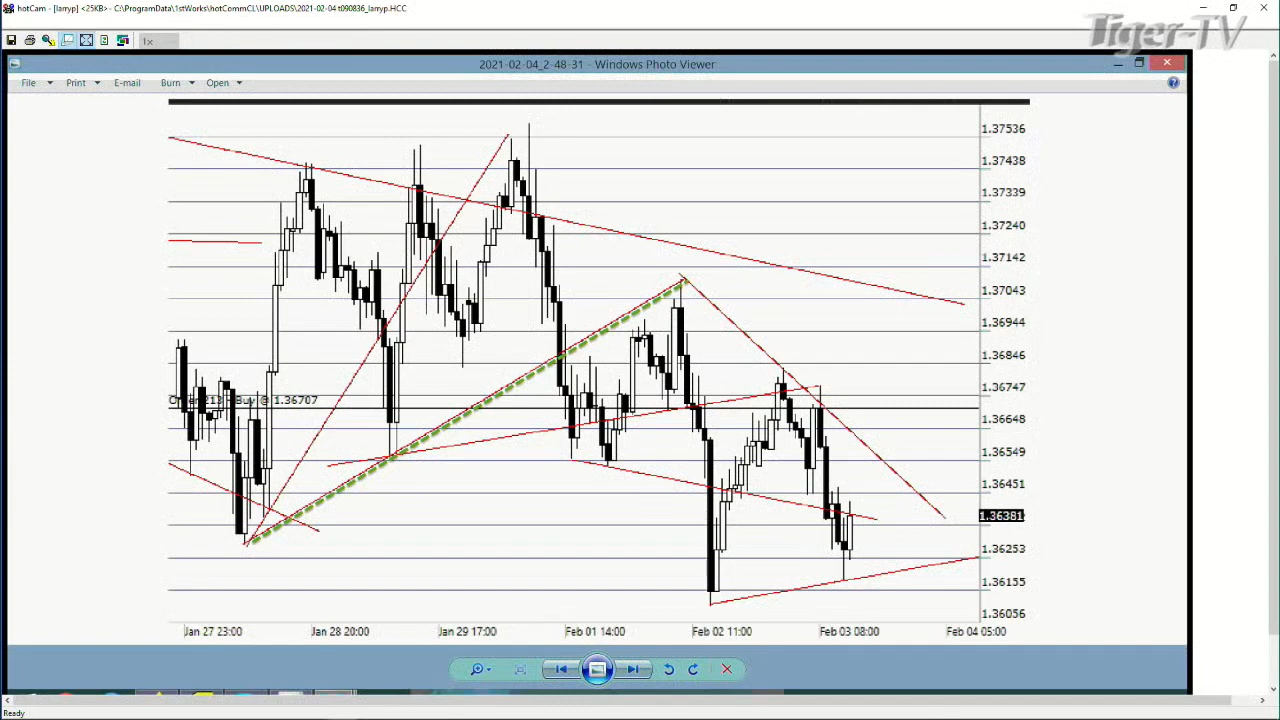 hotCam - [larryp] <25KB> - C:\ProgramData\1stWorks\hotCommCL\UPLOADS\2021-02-04 t090836_larryp.HCC
Tiger-TV
1x
2021-02-04_2-48-31 - Windows Photo Viewer
File Print E-mail Burn Open
1.37536
1.37438
1.37339
1.37240
1.37142
1.37043
1.36944
1.36846
1.36747
Buy @ 1.36707
1.36648
1.36549
1.36451
1.36381
1.36253
1.36155
1.36056
Jan 27 23:00 Jan 28 20:00 Jan 29 17:00 Feb 01 14:00 Feb 02 11:00 Feb 03 08:00 Feb 04 05:00
Ready